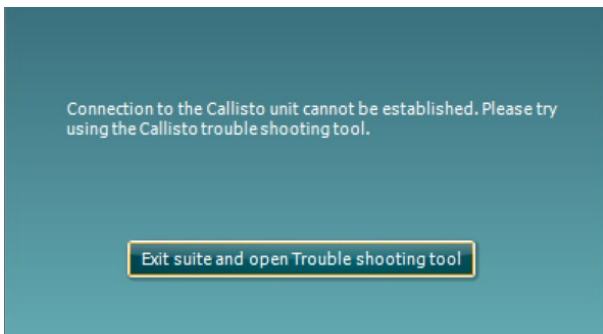 Connection to the Callisto unit cannot be established. Please try
using the Callisto trouble shooting tool.
Exit suite and open Trouble shooting tool